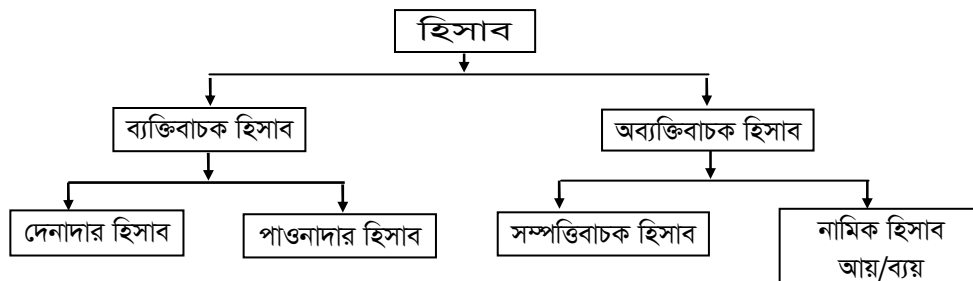 হিসাব
ব্যক্তিবাচক হিসাব
অব্যক্তিবাচক হিসাব
দেনাদার হিসাব
পাওনাদার হিসাব
সম্পত্তিবাচক হিসাব
নামিক হিসাব
আয়/ব্যয়